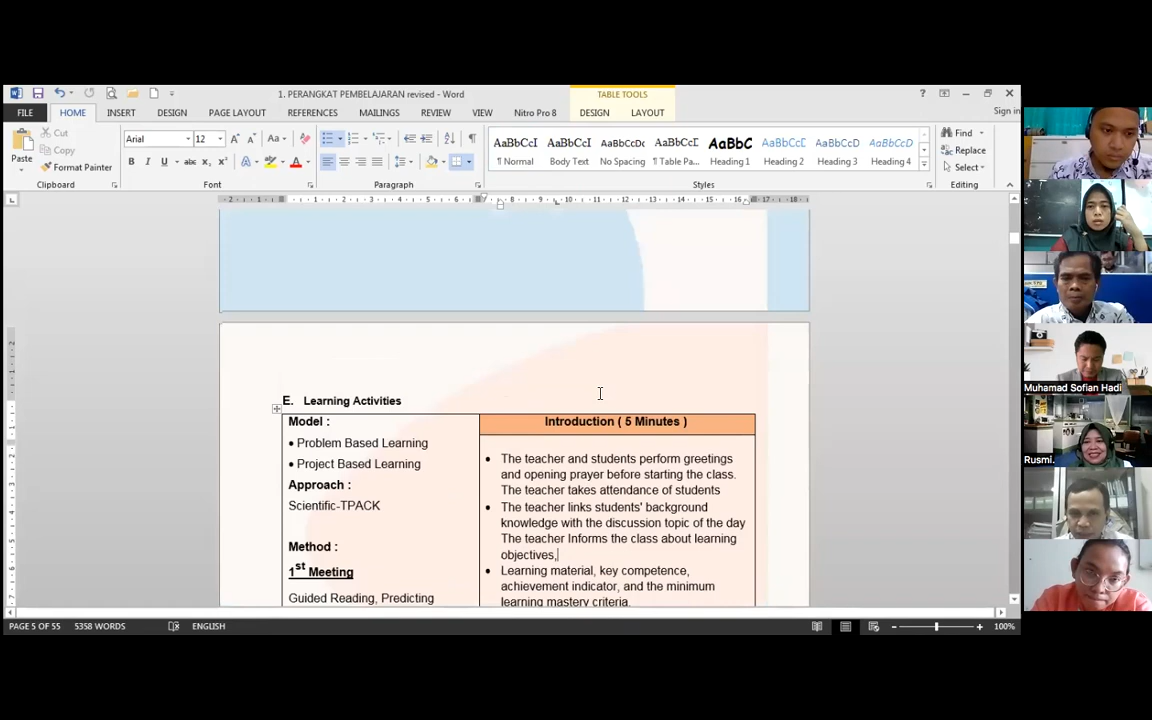 1. PERANGKAT PEMBELAJARAN revised - Word
TABLE TOOLS
Sign in
FILE HOME INSERT DESIGN PAGE LAYOUT REFERENCES MAILINGS REVIEW VIEW Nitro Pro 8 DESIGN LAYOUT
Paste
Cut
Copy
Format Painter
Clipboard
Arial 12
Font
Paragraph
AaBbCcI AaBbCcI AaBbCcDc AaBbCcD AaBbC AaBbCcI AaBbCcD AaBbCcD
¶ Normal Body Text No Spacing ¶ Table Pa... Heading 1 Heading 2 Heading 3 Heading 4
Styles
Find
Replace
Select
Editing
E. Learning Activities
Model :
• Problem Based Learning
• Project Based Learning
Approach :
Scientific-TPACK
Method :
1st Meeting
Guided Reading, Predicting
Introduction ( 5 Minutes )
• The teacher and students perform greetings
and opening prayer before starting the class.
The teacher takes attendance of students
• The teacher links students' background
knowledge with the discussion topic of the day
The teacher Informs the class about learning
objectives,
• Learning material, key competence,
achievement indicator, and the minimum
learning mastery criteria.
PAGE 5 OF 55 5358 WORDS ENGLISH 100%
Muhamad Sofian Hadi
Rusmi.